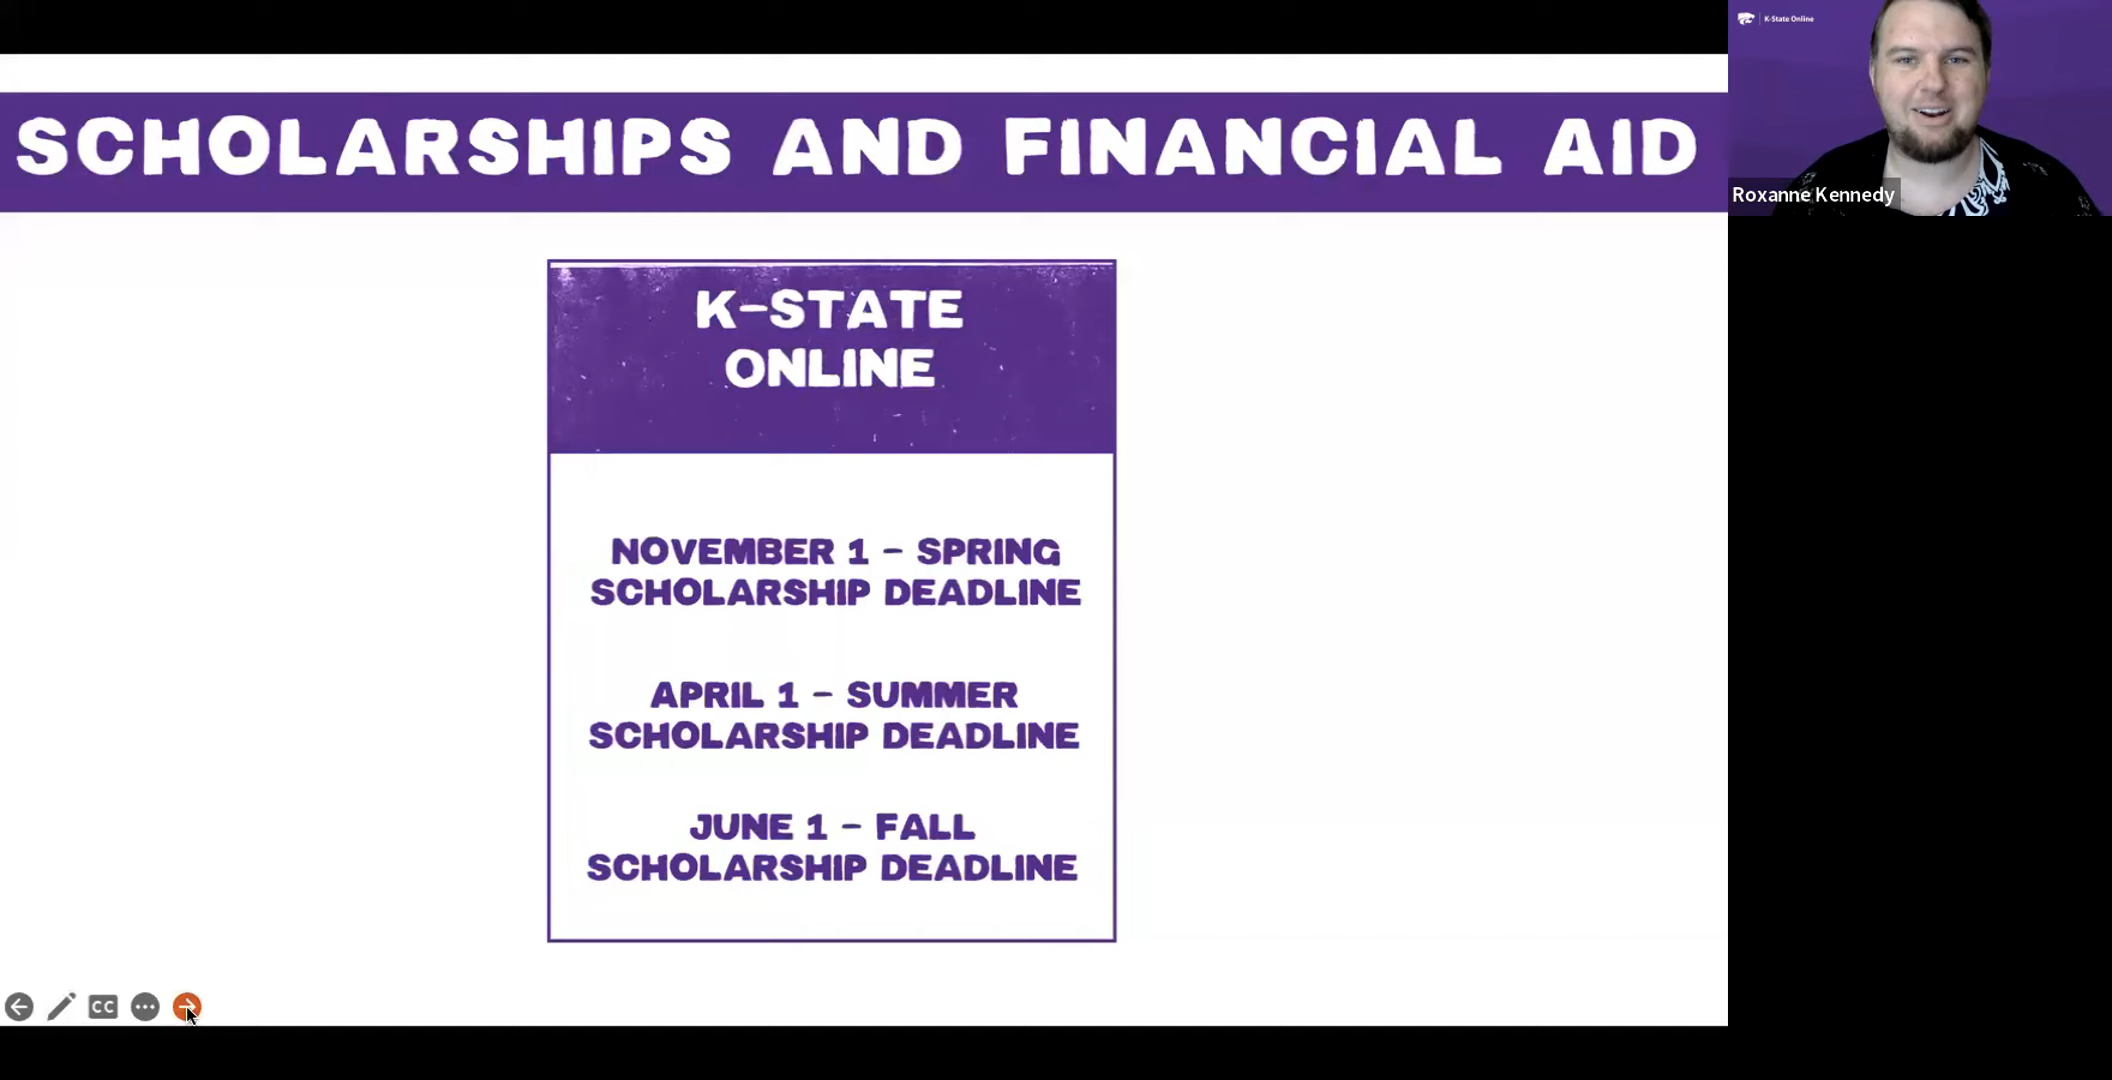 SCHOLARSHIPS AND FINANCIAL AID
K-State Online
Roxanne Kennedy
K-STATE
ONLINE
NOVEMBER 1 - SPRING
SCHOLARSHIP DEADLINE
APRIL 1 - SUMMER
SCHOLARSHIP DEADLINE
JUNE 1 - FALL
SCHOLARSHIP DEADLINE
CC